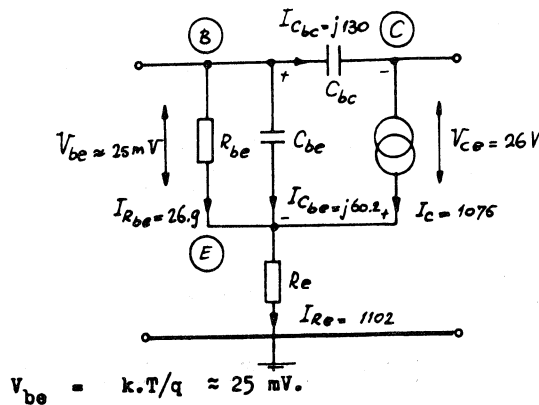 I_Cbc=j130
B
C
+
-
C_bc
V_be≈25mV
R_be
C_be
V_ce=26V
I_Rbe=26.9
I_Cbe=j60.2
I_C=1076
-
+
E
Re
I_Re=1102
V_be = k.T/q ≈ 25 mV.